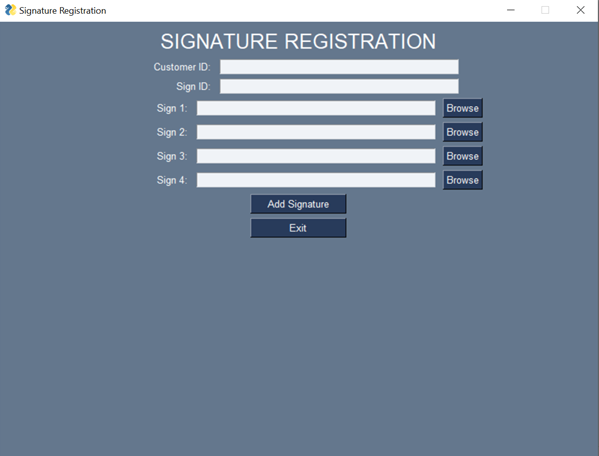 Signature Registration
SIGNATURE REGISTRATION
Customer ID:
Sign ID:
Sign 1: Browse
Sign 2: Browse
Sign 3: Browse
Sign 4: Browse
Add Signature
Exit